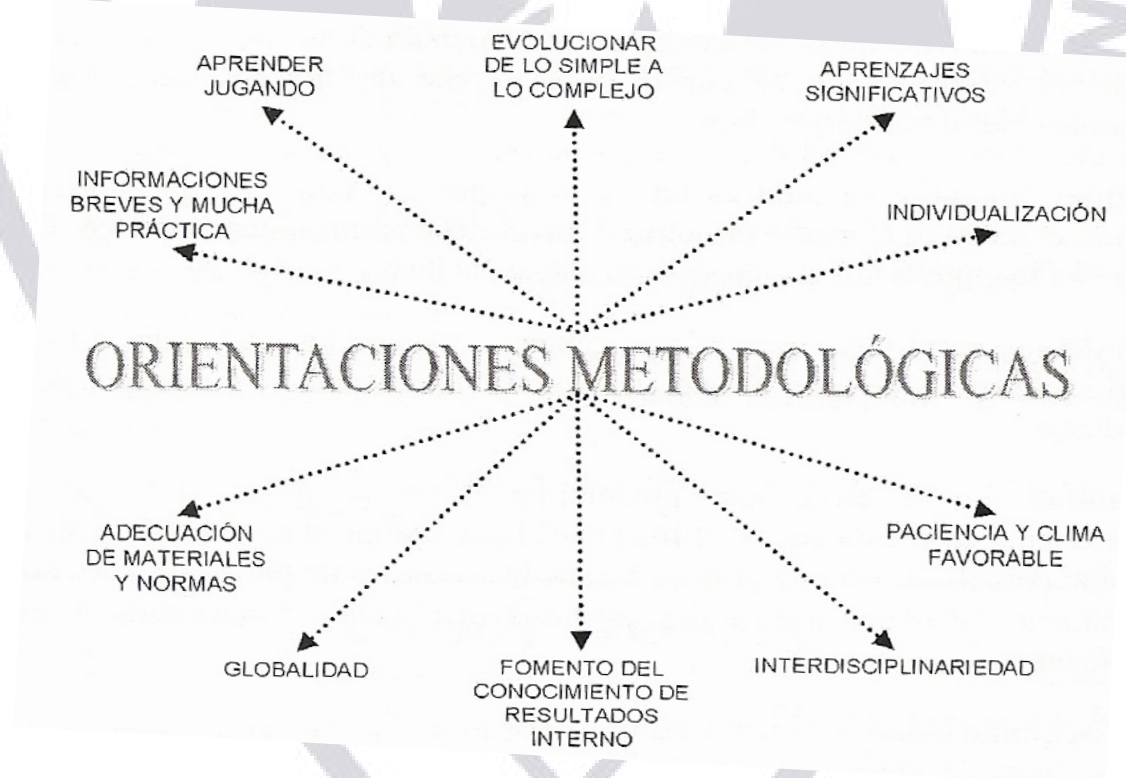 APRENDER
JUGANDO
EVOLUCIONAR
DE LO SIMPLE A
LO COMPLEJO
APRENZAJES
SIGNIFICATIVOS
INFORMACIONES
BREVES Y MUCHA
PRÁCTICA
INDIVIDUALIZACIÓN
ORIENTACIONES METODOLÓGICAS
ADECUACIÓN
DE MATERIALES
Y NORMAS
PACIENCIA Y CLIMA
FAVORABLE
GLOBALIDAD
FOMENTO DEL
CONOCIMIENTO DE
RESULTADOS
INTERNO
INTERDISCIPLINARIEDAD